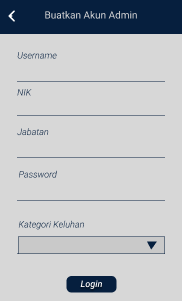 Buatkan Akun Admin
Username
NIK
Jabatan
Password
Kategori Keluhan
Login